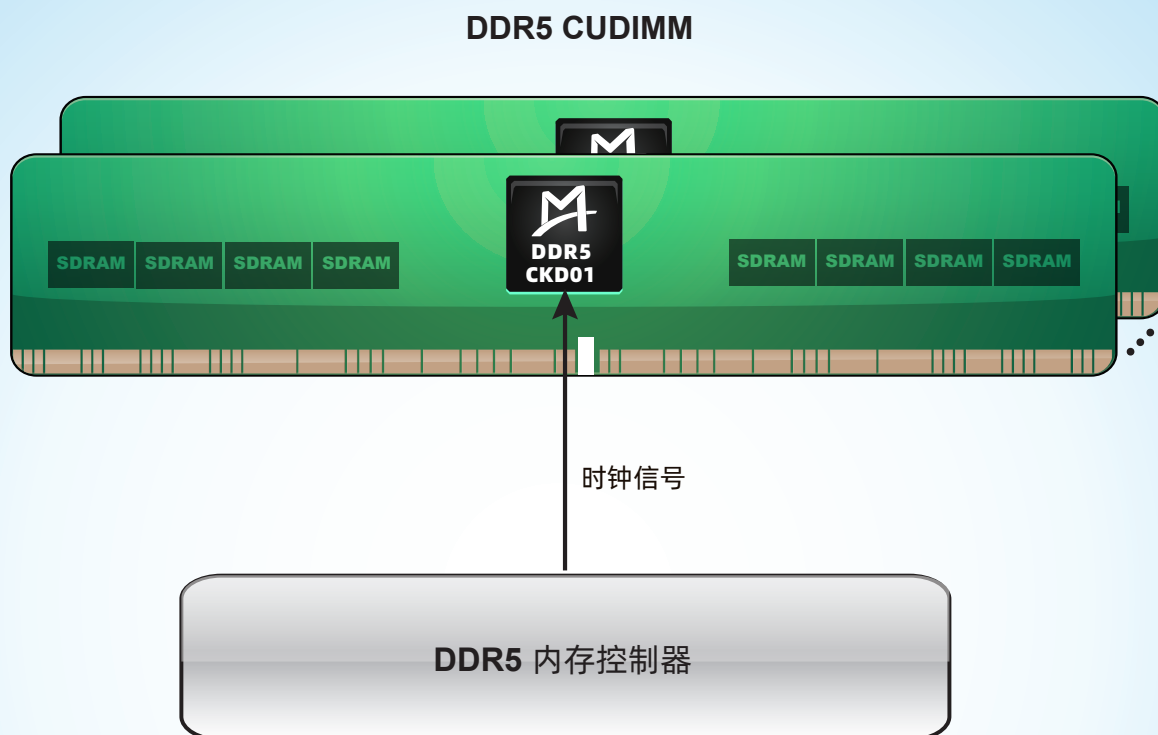 DDR5 CUDIMM
DDR5
CKD01
SDRAM SDRAM SDRAM SDRAM
SDRAM SDRAM SDRAM SDRAM
时钟信号
DDR5 内存控制器